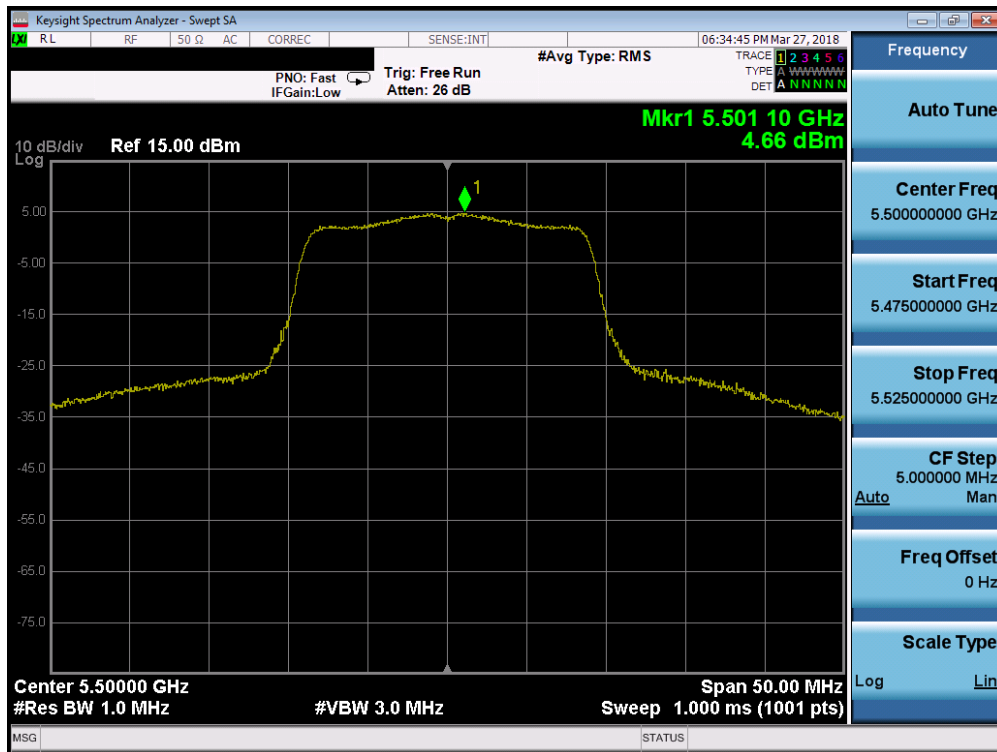 Keysight Spectrum Analyzer - Swept SA
LXI RL RF 50 Ω AC CORREC SENSE:INT 06:34:45 PM Mar 27, 2018
#Avg Type: RMS
TRACE 1 2 3 4 5 6
TYPE A WWWWW
DET A N N N N N
PNO: Fast
IFGain:Low
Trig: Free Run
Atten: 26 dB
Mkr1 5.501 10 GHz
4.66 dBm
10 dB/div
Log
Ref 15.00 dBm
1
5.00
-5.00
-15.0
-25.0
-35.0
-45.0
-55.0
-65.0
-75.0
Center 5.50000 GHz
#Res BW 1.0 MHz
#VBW 3.0 MHz
Span 50.00 MHz
Sweep 1.000 ms (1001 pts)
MSG
STATUS
Frequency
Auto Tune
Center Freq
5.500000000 GHz
Start Freq
5.475000000 GHz
Stop Freq
5.525000000 GHz
CF Step
5.000000 MHz
Auto Man
Freq Offset
0 Hz
Scale Type
Log Lin